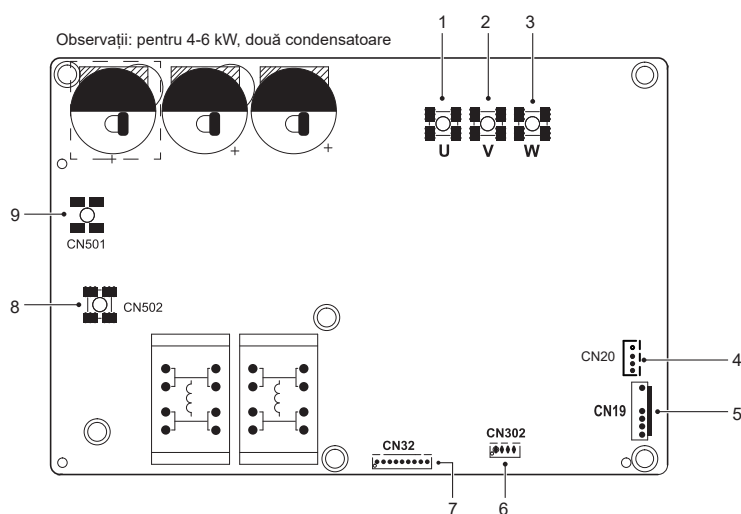 Observații: pentru 4-6 kW, două condensatoare
1 2 3
U V W
9
CN501
8 CN502
CN20 4
CN19 5
CN32 CN302
7 6